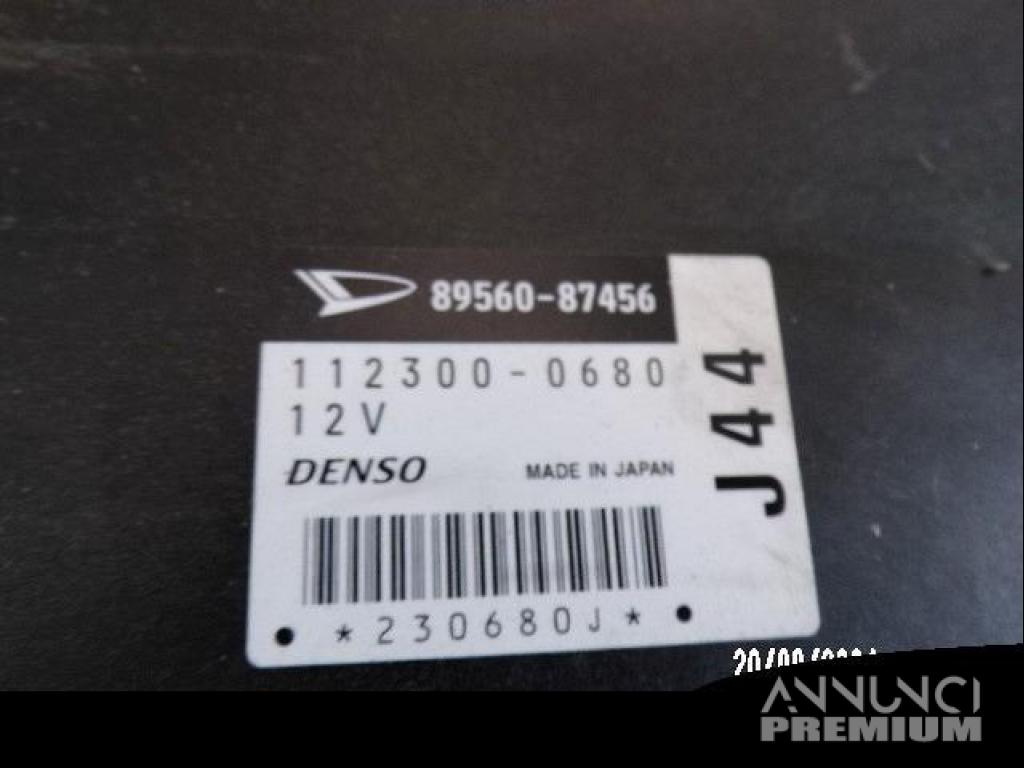 89560-87456
112300-0680
12V
DENSO MADE IN JAPAN
J44
*230680J*
ANNUNCI
PREMIUM